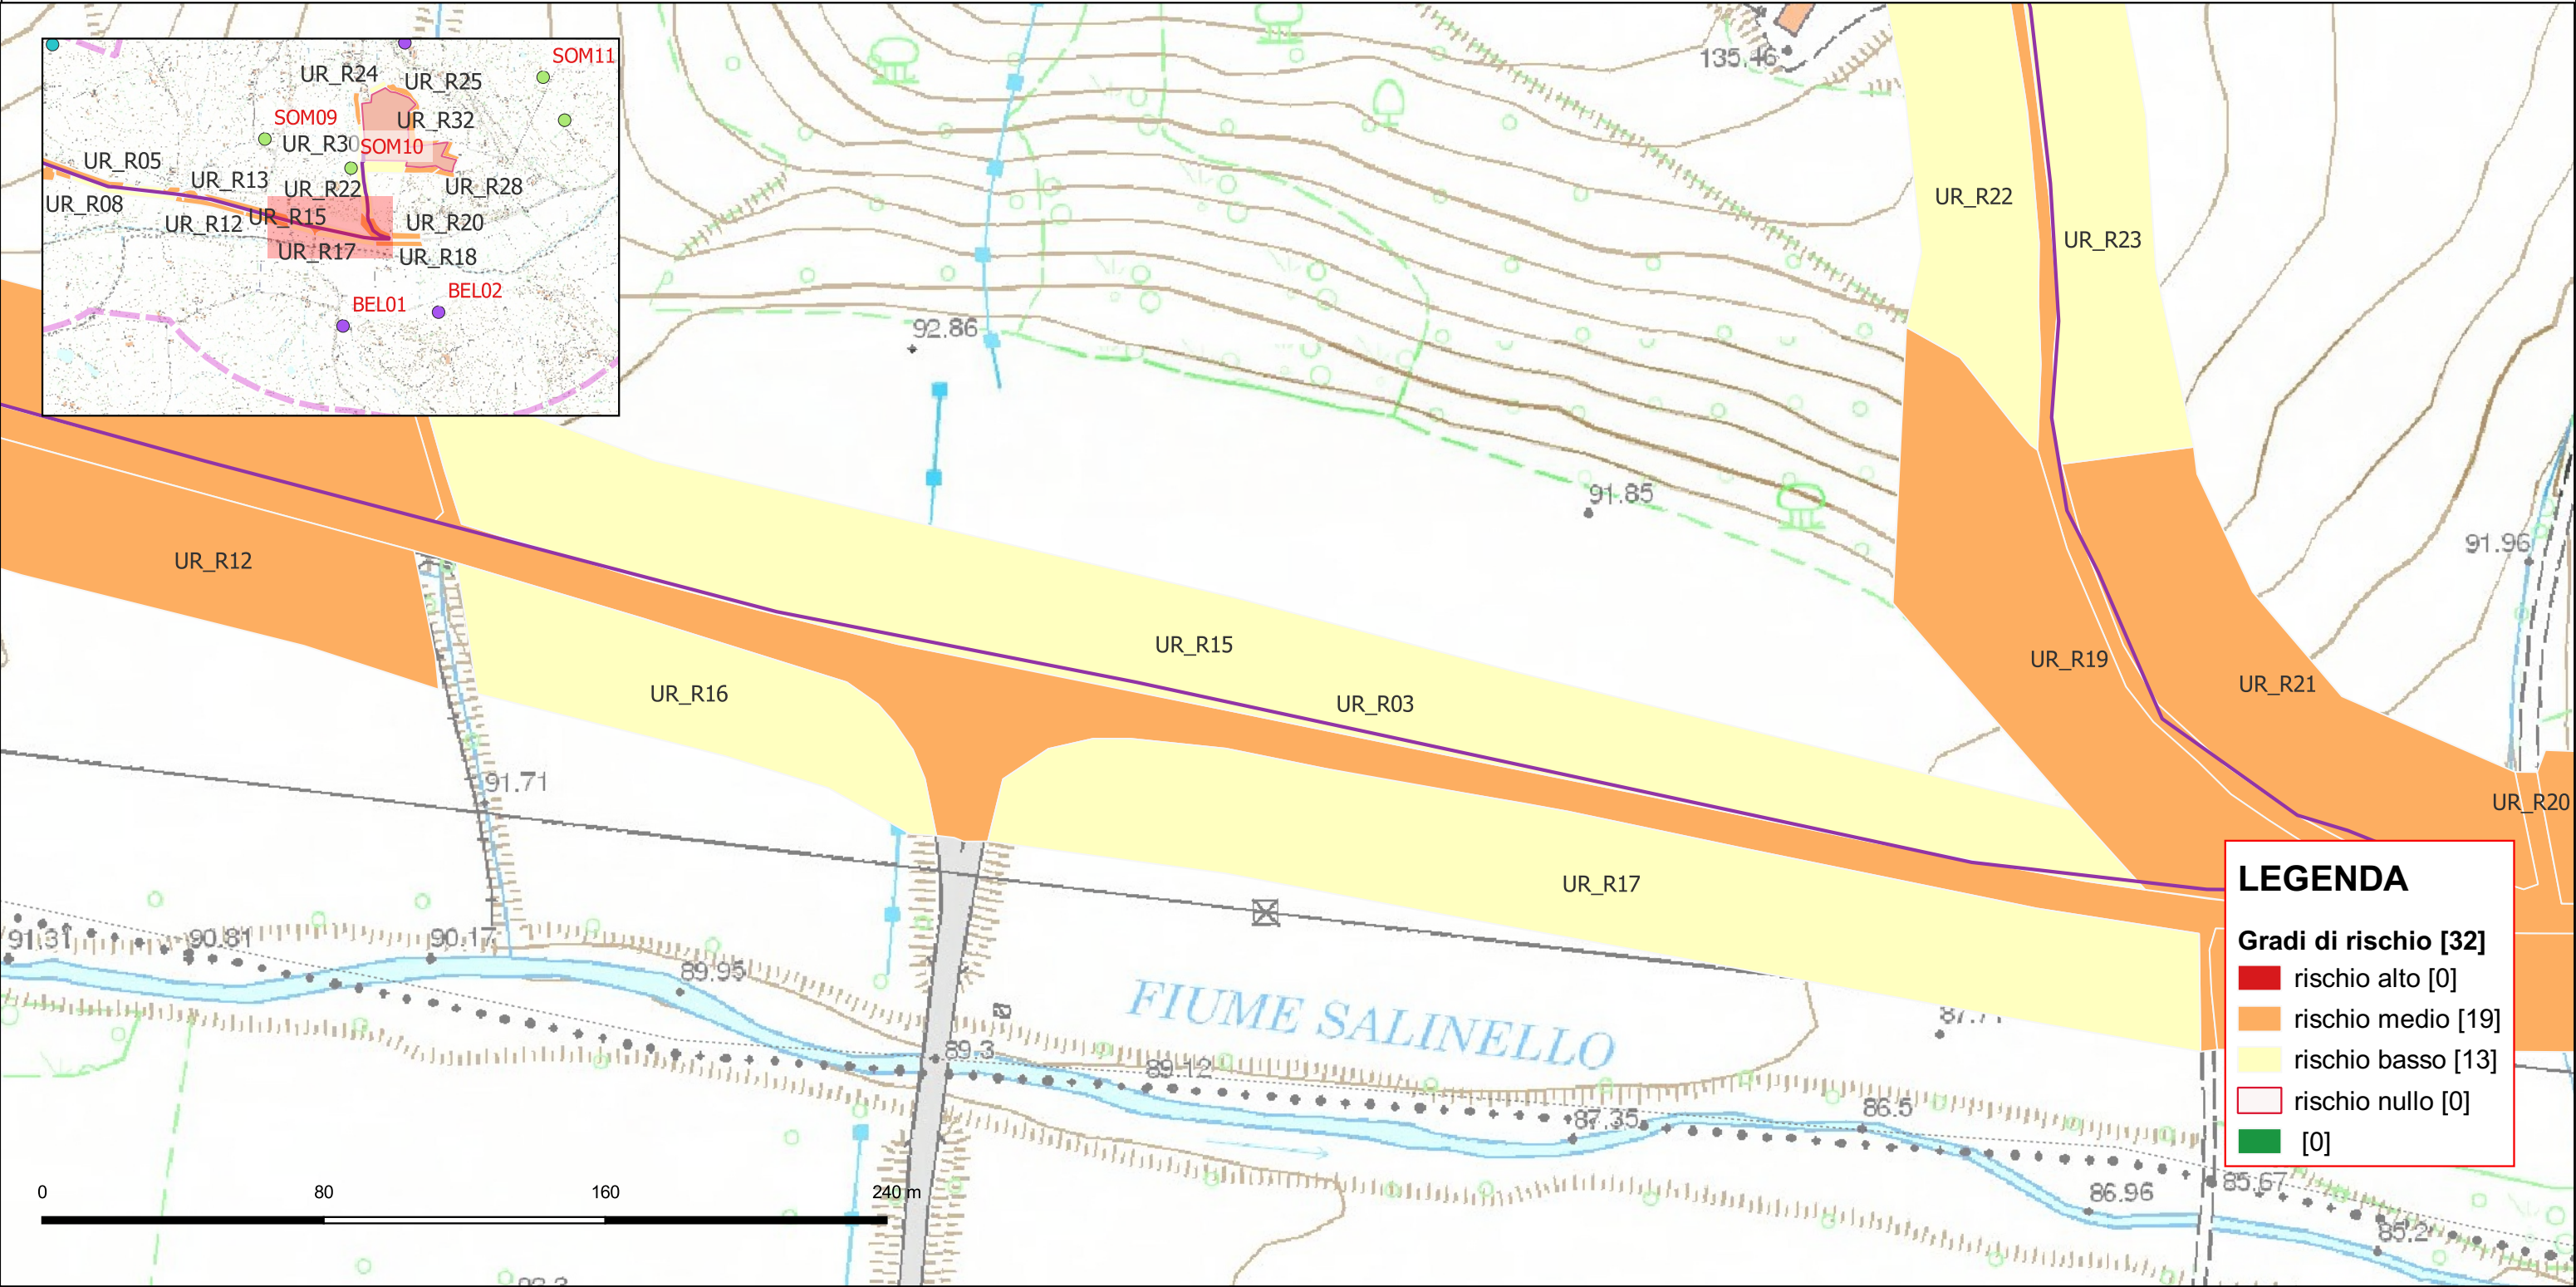 SOM11
UR_R24
UR_R25
SOM09
UR_R32
UR_R30
SOM10
UR_R05
UR_R13
UR_R22
UR_R28
UR_R08
UR_R12
UR_R15
UR_R20
UR_R17
UR_R18
BEL02
BEL01
135.46
UR_R22
UR_R23
92.86
91.85
91.96
UR_R12
UR_R15
UR_R19
UR_R21
UR_R16
UR_R03
91.71
UR_R20
UR_R17
91.31
90.81
90.17
89.95
FIUME SALINELLO
89.3
89.12
87.35
86.5
86.96
85.67
85.2
LEGENDA
Gradi di rischio [32]
rischio alto [0]
rischio medio [19]
rischio basso [13]
rischio nullo [0]
[0]
0 80 160 240 m